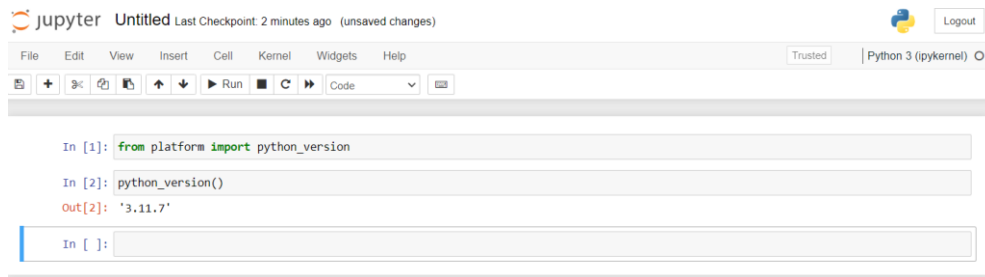 jupyter Untitled Last Checkpoint: 2 minutes ago (unsaved changes) Logout
File Edit View Insert Cell Kernel Widgets Help Trusted Python 3 (ipykernel)
Run Code
In [1]: from platform import python_version
In [2]: python_version()
Out[2]: '3.11.7'
In [ ]: